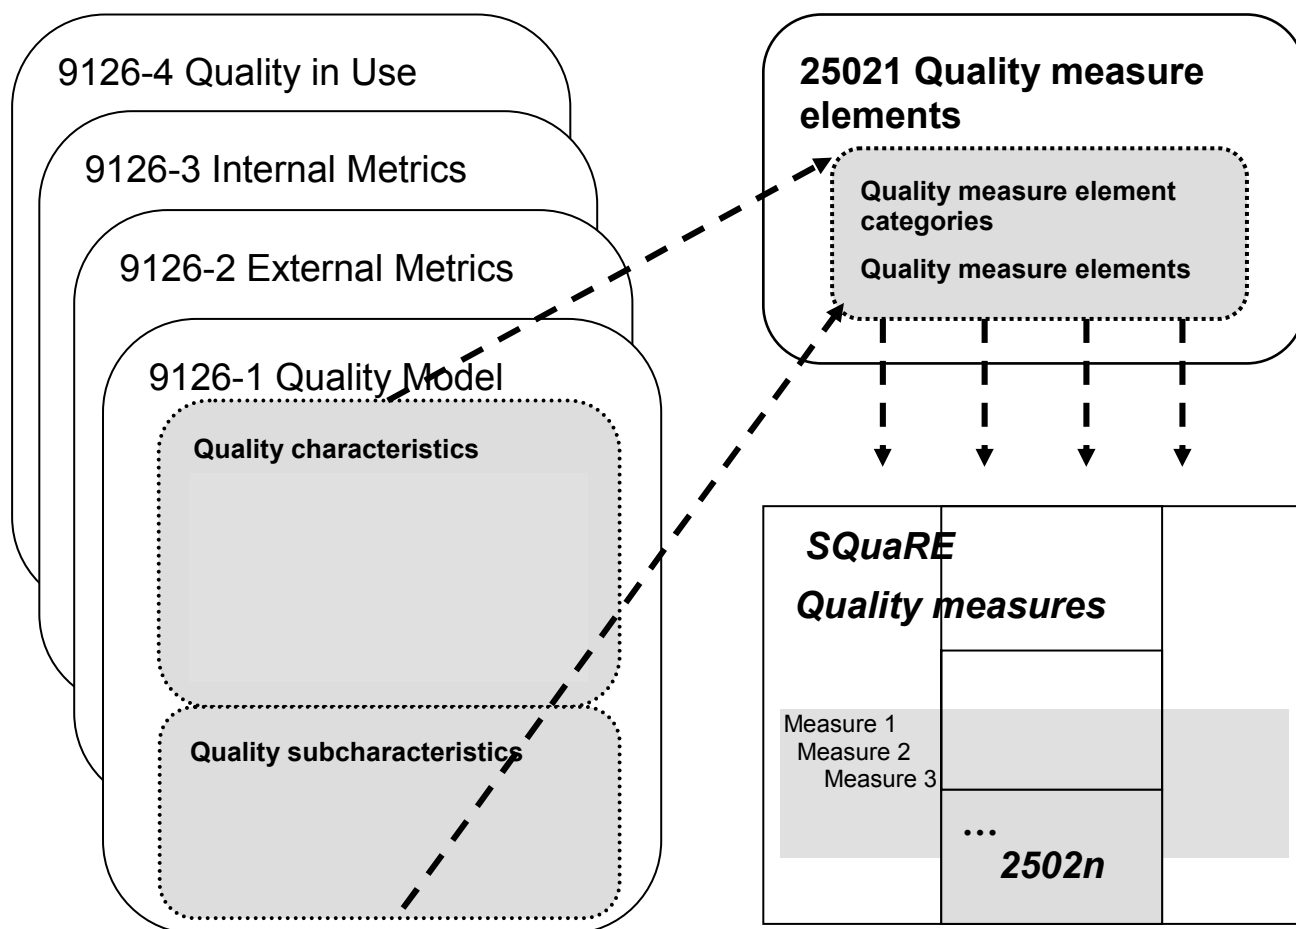 9126-4 Quality in Use
9126-3 Internal Metrics
9126-2 External Metrics
9126-1 Quality Model
Quality characteristics
Quality subcharacteristics
25021 Quality measure
elements
Quality measure element
categories
Quality measure elements
SQuaRE
Quality measures
Measure 1
Measure 2
Measure 3
...
2502n